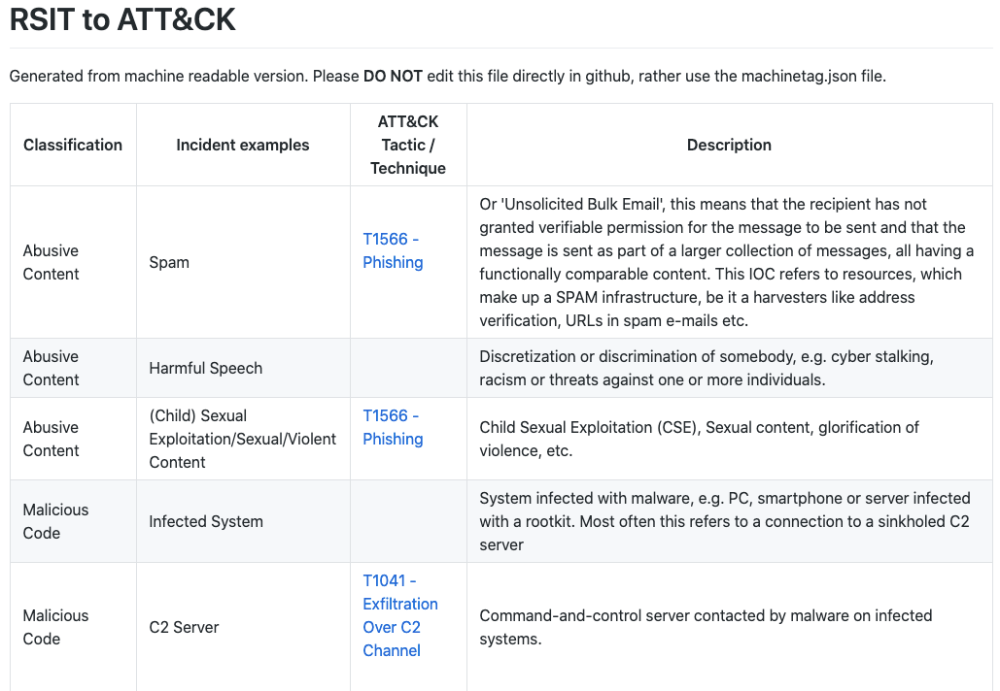 RSIT to ATT&CK
Generated from machine readable version. Please DO NOT edit this file directly in github, rather use the machinetag.json file.
Classification
Incident examples
ATT&CK
Tactic /
Technique
Description
Abusive
Content
Spam
T1566 -
Phishing
Or 'Unsolicited Bulk Email', this means that the recipient has not
granted verifiable permission for the message to be sent and that the
message is sent as part of a larger collection of messages, all having a
functionally comparable content. This IOC refers to resources, which
make up a SPAM infrastructure, be it a harvesters like address
verification, URLs in spam e-mails etc.
Abusive
Content
Harmful Speech
Discretization or discrimination of somebody, e.g. cyber stalking,
racism or threats against one or more individuals.
Abusive
Content
(Child) Sexual
Exploitation/Sexual/Violent
Content
T1566 -
Phishing
Child Sexual Exploitation (CSE), Sexual content, glorification of
violence, etc.
Malicious
Code
Infected System
System infected with malware, e.g. PC, smartphone or server infected
with a rootkit. Most often this refers to a connection to a sinkholed C2
server
Malicious
Code
C2 Server
T1041 -
Exfiltration
Over C2
Channel
Command-and-control server contacted by malware on infected
systems.